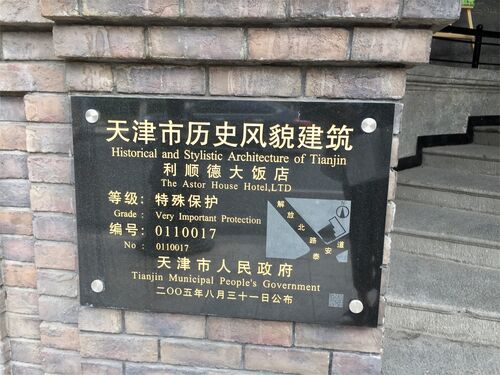 天津市历史风貌建筑
Historical and Stylistic Architecture of Tianjin
利顺德大饭店
The Astor House Hotel,LTD
等级：特殊保护
Grade : Very Important Protection
编号：0110017
No : 0110017
解放北路
泰安道
天津市人民政府
Tianjin Municipal People's Government
二〇〇五年八月三十一日公布